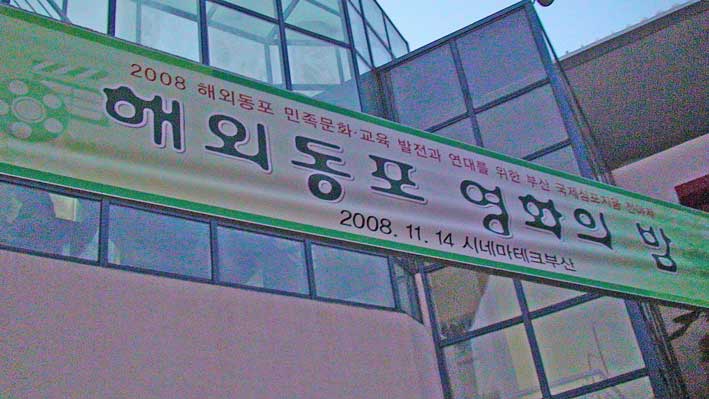 2008 해외동포 민족문화·교육 발전과 연대를 위한 부산 국제심포지움 전야제
해외동포 영화의 밤
2008. 11. 14 시네마테크부산